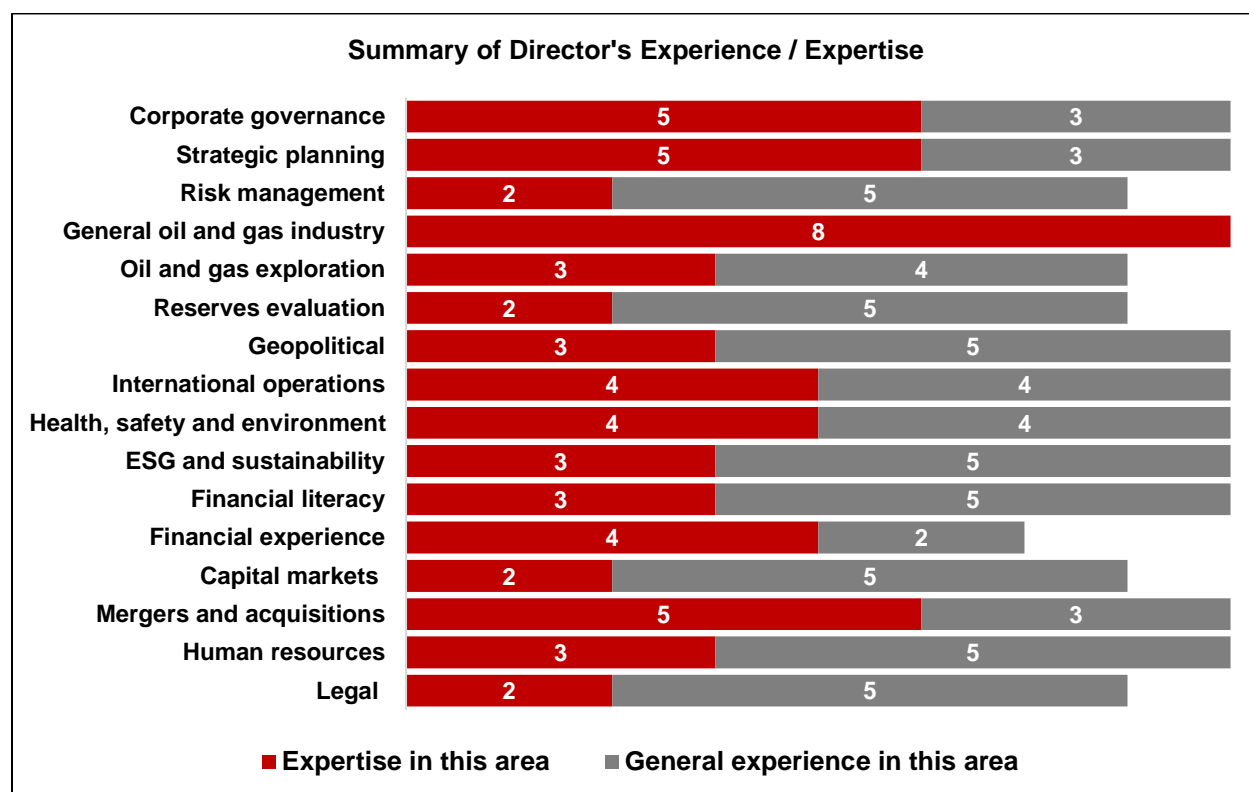 Summary of Director's Experience / Expertise
Corporate governance 5 3
Strategic planning 5 3
Risk management 2 5
General oil and gas industry 8
Oil and gas exploration 3 4
Reserves evaluation 2 5
Geopolitical 3 5
International operations 4 4
Health, safety and environment 4 4
ESG and sustainability 3 5
Financial literacy 3 5
Financial experience 4 2
Capital markets 2 5
Mergers and acquisitions 5 3
Human resources 3 5
Legal 2 5
Expertise in this area General experience in this area